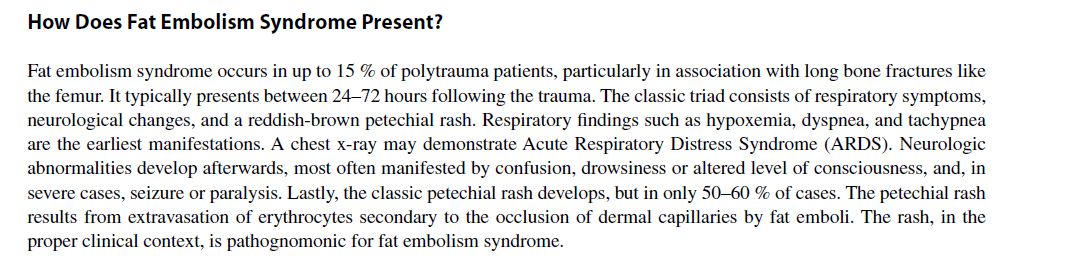 How Does Fat Embolism Syndrome Present?
Fat embolism syndrome occurs in up to 15 % of polytrauma patients, particularly in association with long bone fractures like
the femur. It typically presents between 24–72 hours following the trauma. The classic triad consists of respiratory symptoms,
neurological changes, and a reddish-brown petechial rash. Respiratory findings such as hypoxemia, dyspnea, and tachypnea
are the earliest manifestations. A chest x-ray may demonstrate Acute Respiratory Distress Syndrome (ARDS). Neurologic
abnormalities develop afterwards, most often manifested by confusion, drowsiness or altered level of consciousness, and, in
severe cases, seizure or paralysis. Lastly, the classic petechial rash develops, but in only 50–60 % of cases. The petechial rash
results from extravasation of erythrocytes secondary to the occlusion of dermal capillaries by fat emboli. The rash, in the
proper clinical context, is pathognomonic for fat embolism syndrome.